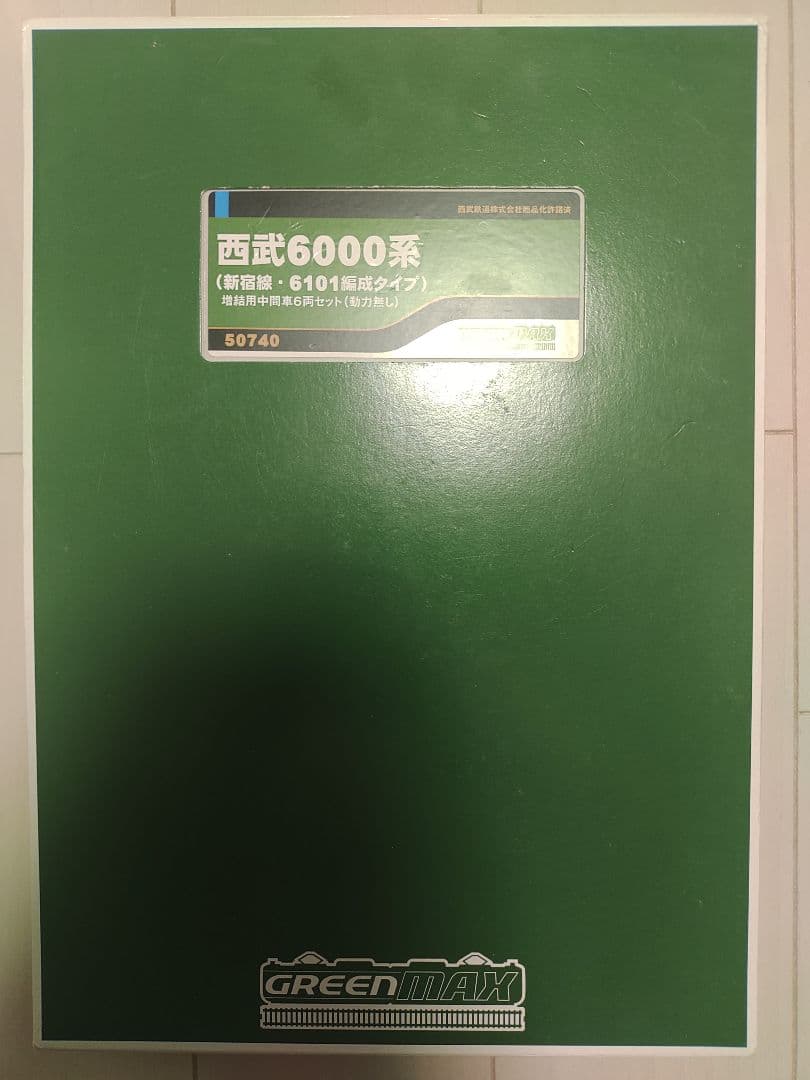 西武鉄道株式会社商品化許諾済
西武6000系
(新宿線・6101編成タイプ)
増結用中間車6両セット(動力無し)
50740
GREENMAX